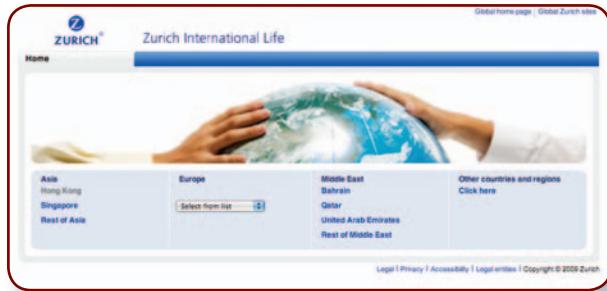 Global home page | Global Zurich sites
ZURICH®
Zurich International Life
Home
Asia
Hong Kong
Singapore
Rest of Asia
Europe
Select from list
Middle East
Bahrain
Qatar
United Arab Emirates
Rest of Middle East
Other countries and regions
Click here
Legal | Privacy | Accessibility | Legal entities | Copyright © 2009 Zurich